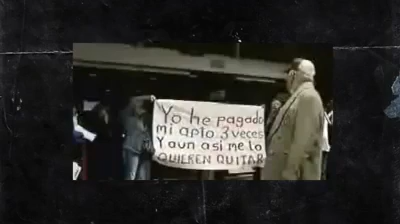 Yo he pagado
mi apto. 3 veces
Y aun asi me lo
QUIEREN QUITAR